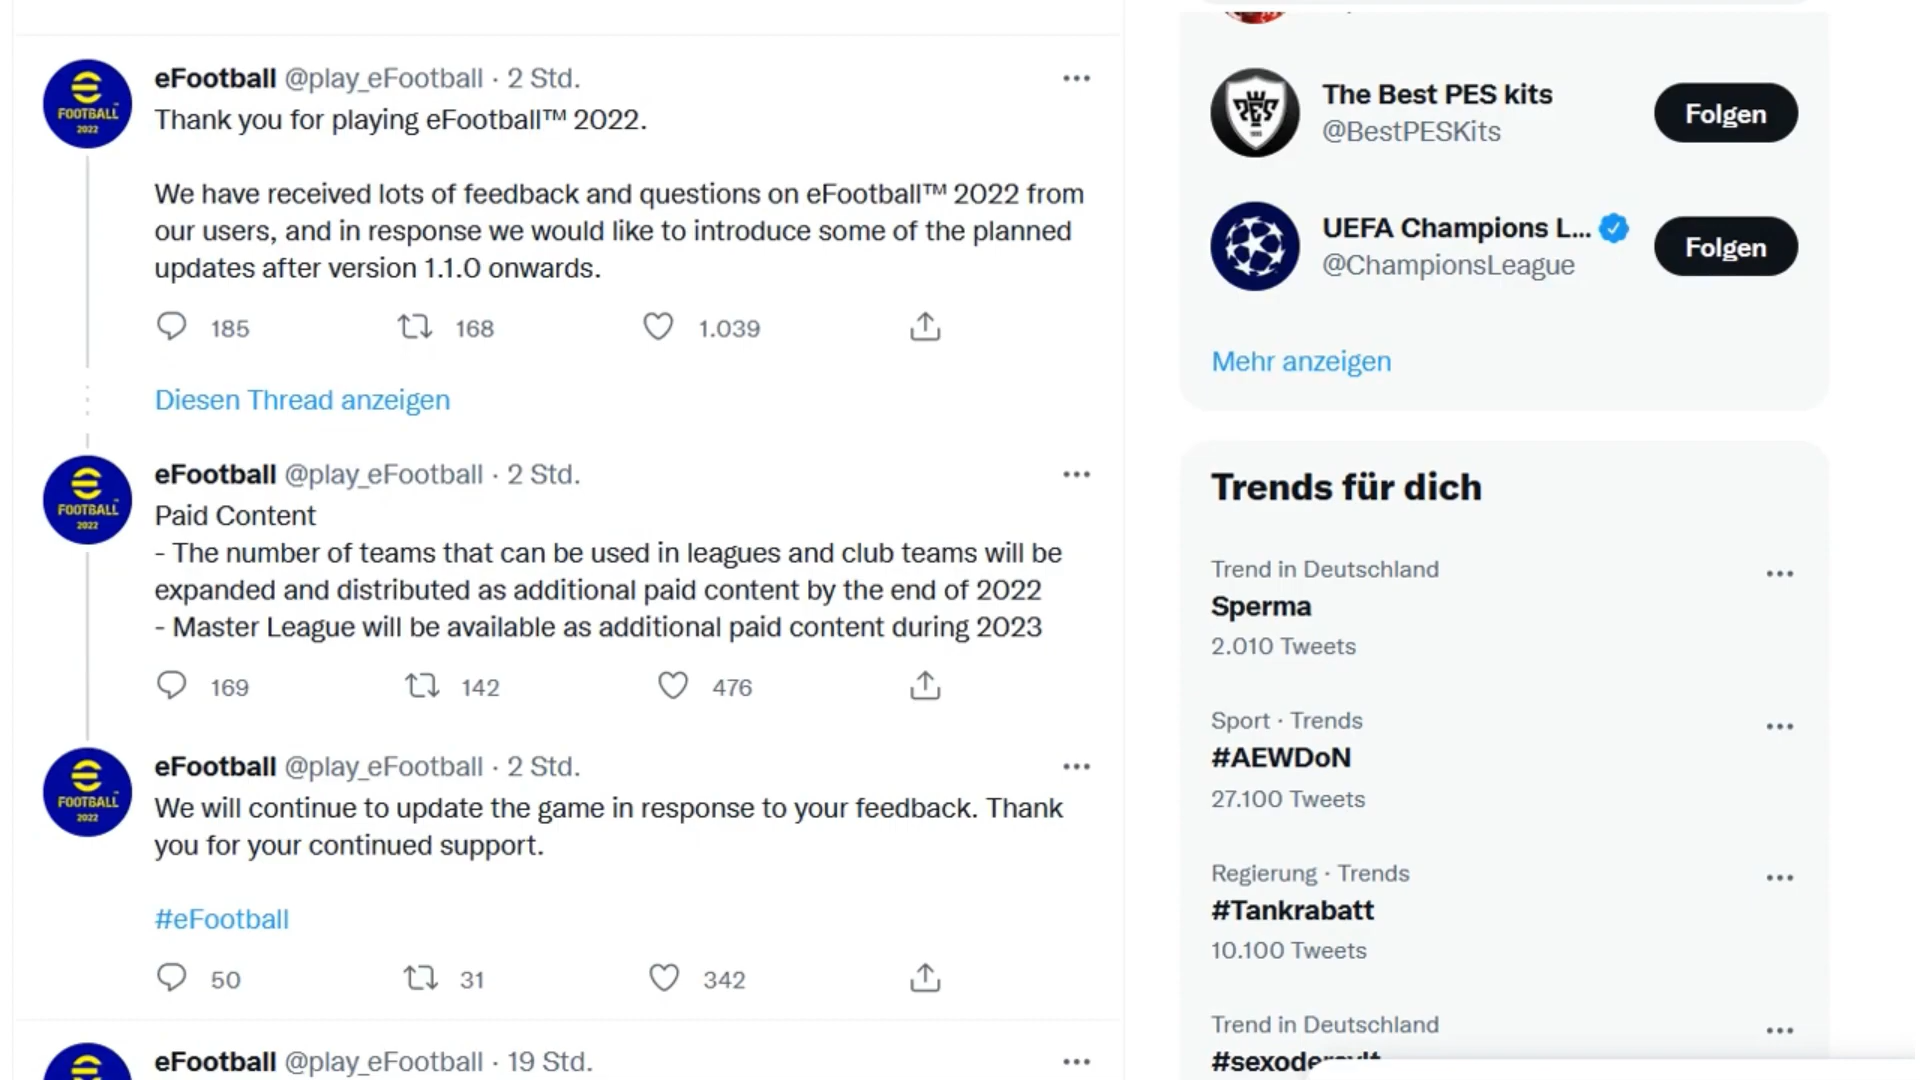 eFootball @play_eFootball · 2 Std.
Thank you for playing eFootball™ 2022.
We have received lots of feedback and questions on eFootball™ 2022 from
our users, and in response we would like to introduce some of the planned
updates after version 1.1.0 onwards.
185 168 1.039
Diesen Thread anzeigen
eFootball @play_eFootball · 2 Std.
Paid Content
- The number of teams that can be used in leagues and club teams will be
expanded and distributed as additional paid content by the end of 2022
- Master League will be available as additional paid content during 2023
169 142 476
eFootball @play_eFootball · 2 Std.
We will continue to update the game in response to your feedback. Thank
you for your continued support.
#eFootball
50 31 342
eFootball @play_eFootball · 19 Std.
FOOTBALL™
2022
FOOTBALL™
2022
FOOTBALL™
2022
The Best PES kits
@BestPESKits
Folgen
PES
UEFA Champions L...
@ChampionsLeague
Folgen
Mehr anzeigen
Trends für dich
Trend in Deutschland
Sperma
2.010 Tweets
Sport · Trends
#AEWDoN
27.100 Tweets
Regierung · Trends
#Tankrabatt
10.100 Tweets
Trend in Deutschland